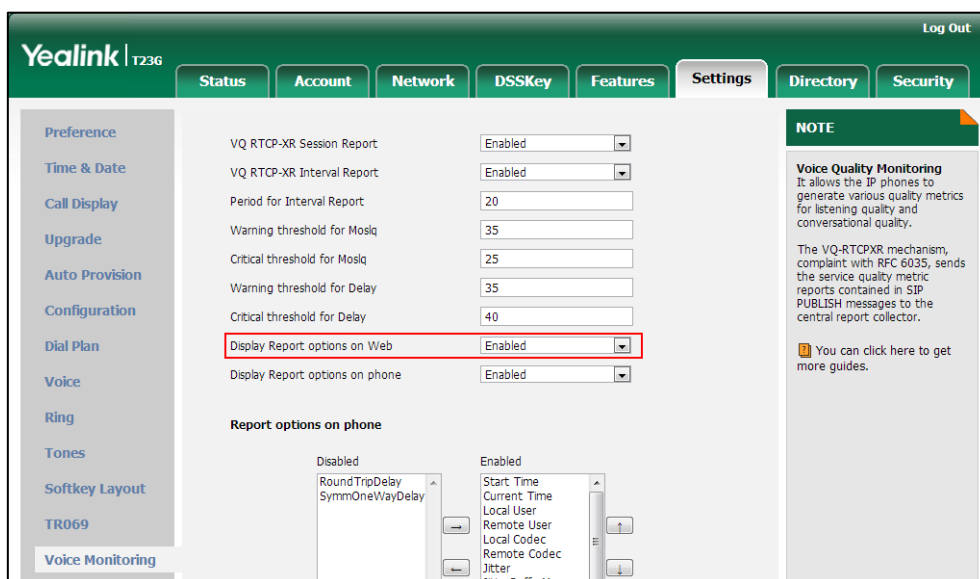 Log Out
Yealink T23G
Status Account Network DSSKey Features Settings Directory Security
Preference
Time & Date
Call Display
Upgrade
Auto Provision
Configuration
Dial Plan
Voice
Ring
Tones
Softkey Layout
TR069
Voice Monitoring
VQ RTCP-XR Session Report Enabled
VQ RTCP-XR Interval Report Enabled
Period for Interval Report 20
Warning threshold for Moslq 35
Critical threshold for Moslq 25
Warning threshold for Delay 35
Critical threshold for Delay 40
Display Report options on Web Enabled
Display Report options on phone Enabled
Report options on phone
Disabled
RoundTripDelay
SymmOneWayDelay
Enabled
Start Time
Current Time
Local User
Remote User
Local Codec
Remote Codec
Jitter
NOTE
Voice Quality Monitoring
It allows the IP phones to
generate various quality metrics
for listening quality and
conversational quality.
The VQ-RTCPXR mechanism,
complaint with RFC 6035, sends
the service quality metric
reports contained in SIP
PUBLISH messages to the
central report collector.
You can click here to get
more guides.